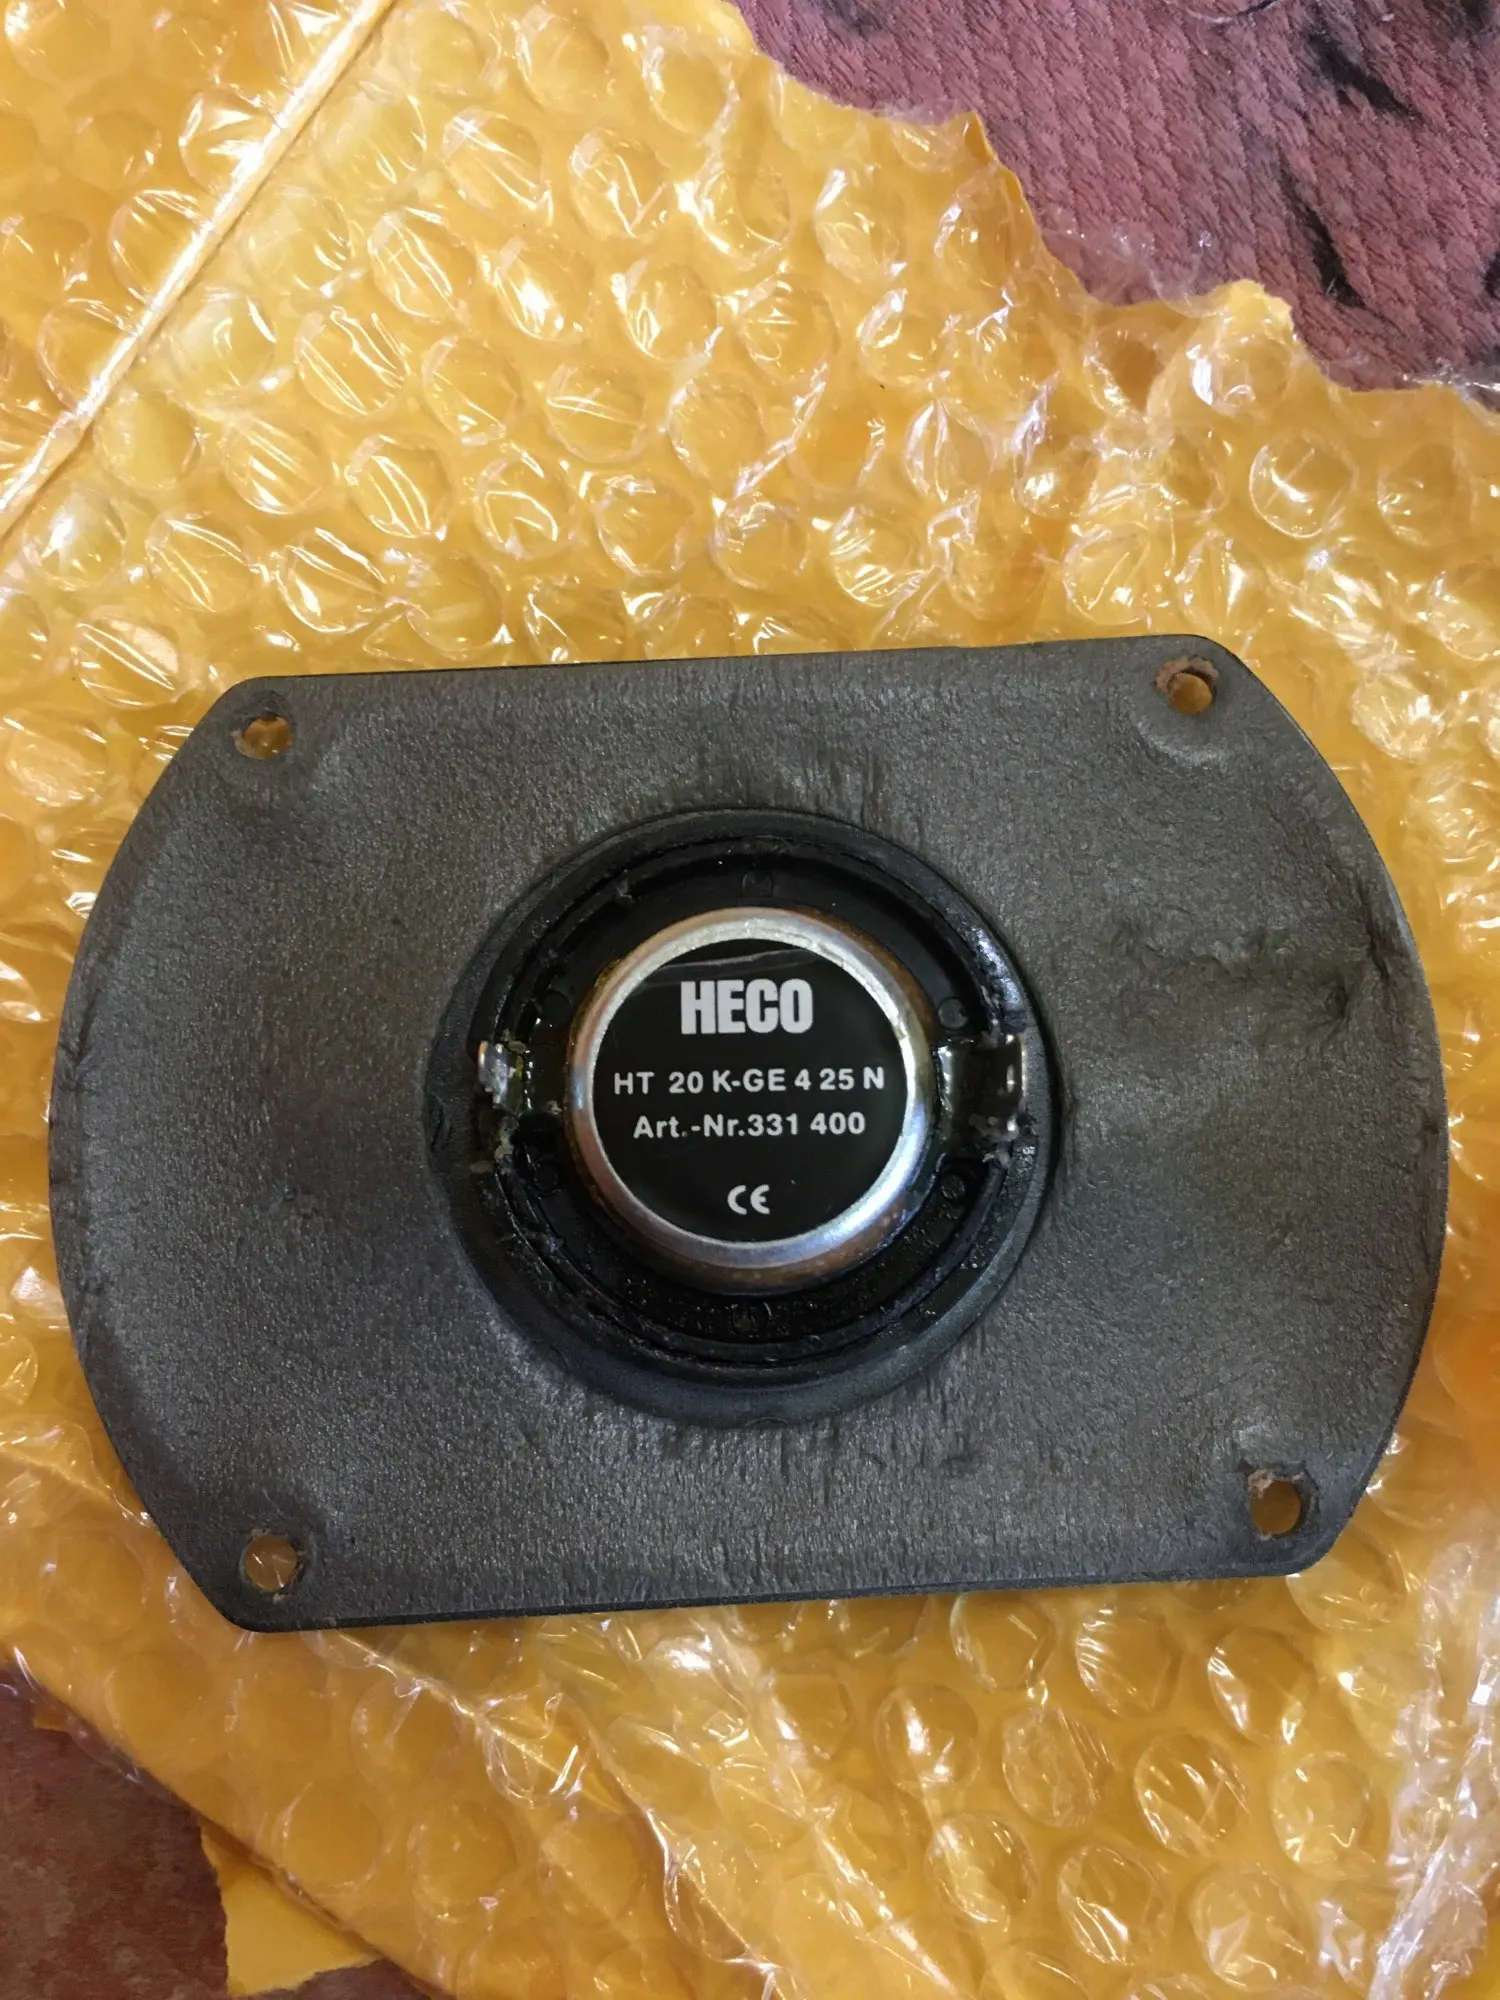 HECO
HT 20 K-GE 4 25 N
Art.-Nr.331 400
CE